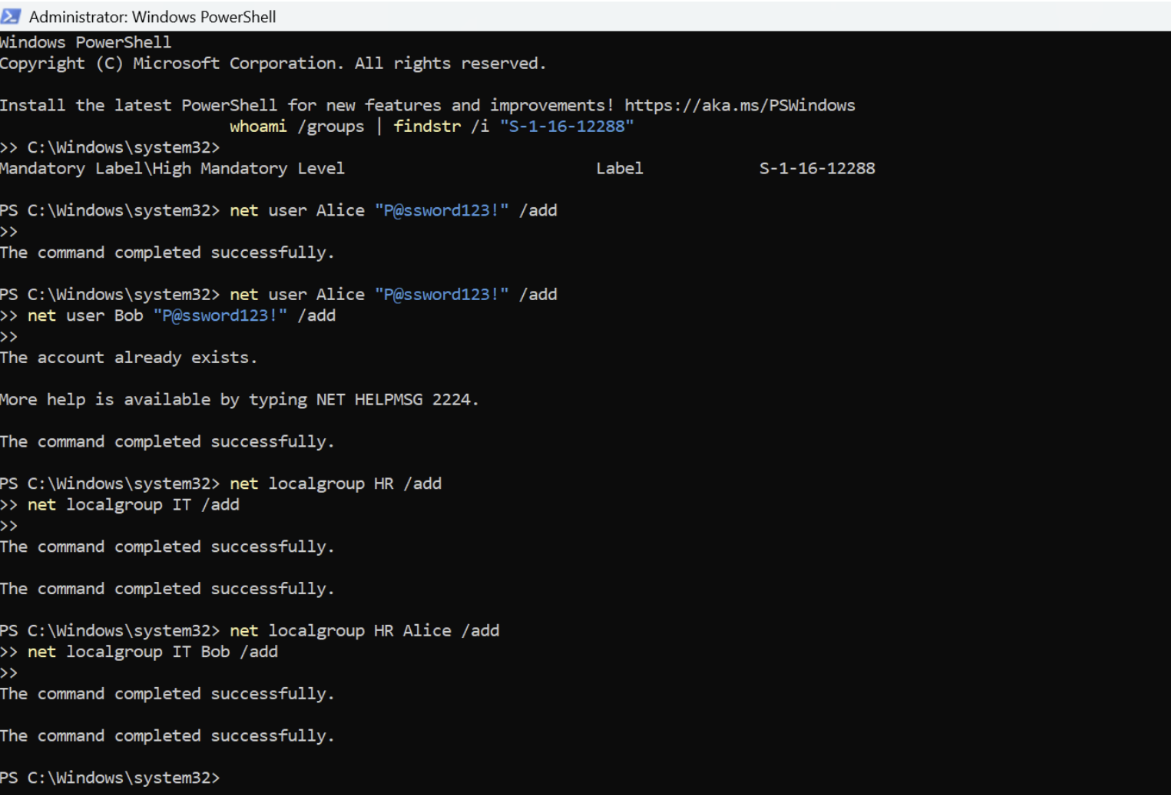 Administrator: Windows PowerShell
Windows PowerShell
Copyright (C) Microsoft Corporation. All rights reserved.
Install the latest PowerShell for new features and improvements! https://aka.ms/PSWindows
whoami /groups | findstr /i "S-1-16-12288"
>> C:\Windows\system32>
Mandatory Label\High Mandatory Level Label S-1-16-12288
PS C:\Windows\system32> net user Alice "P@ssword123!" /add
>>
The command completed successfully.
PS C:\Windows\system32> net user Alice "P@ssword123!" /add
>> net user Bob "P@ssword123!" /add
>>
The account already exists.
More help is available by typing NET HELPMSG 2224.
The command completed successfully.
PS C:\Windows\system32> net localgroup HR /add
>> net localgroup IT /add
>>
The command completed successfully.
The command completed successfully.
PS C:\Windows\system32> net localgroup HR Alice /add
>> net localgroup IT Bob /add
>>
The command completed successfully.
The command completed successfully.
PS C:\Windows\system32>